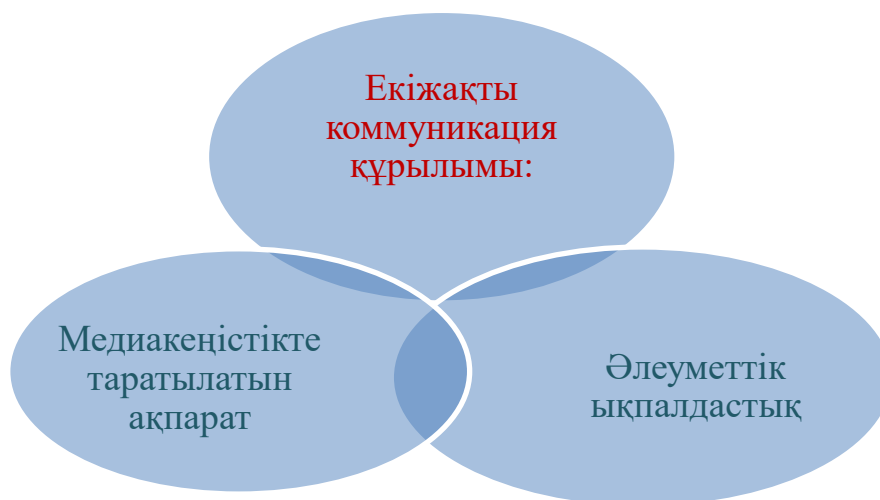 Екіжақты
коммуникация
құрылымы:
Медиакеңістікте
таратылатын
ақпарат
Әлеуметтік
ықпалдастық